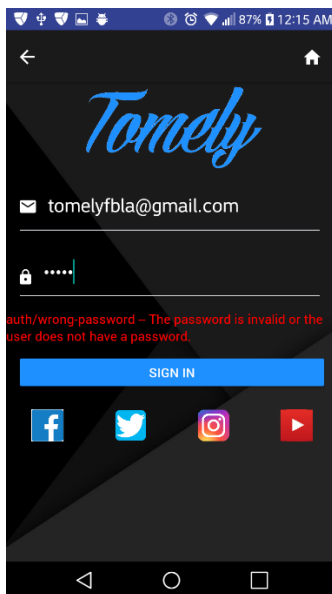 87% 12:15 AM
Tomely
tomelyfbla@gmail.com
•••••
auth/wrong-password – The password is invalid or the
user does not have a password.
SIGN IN